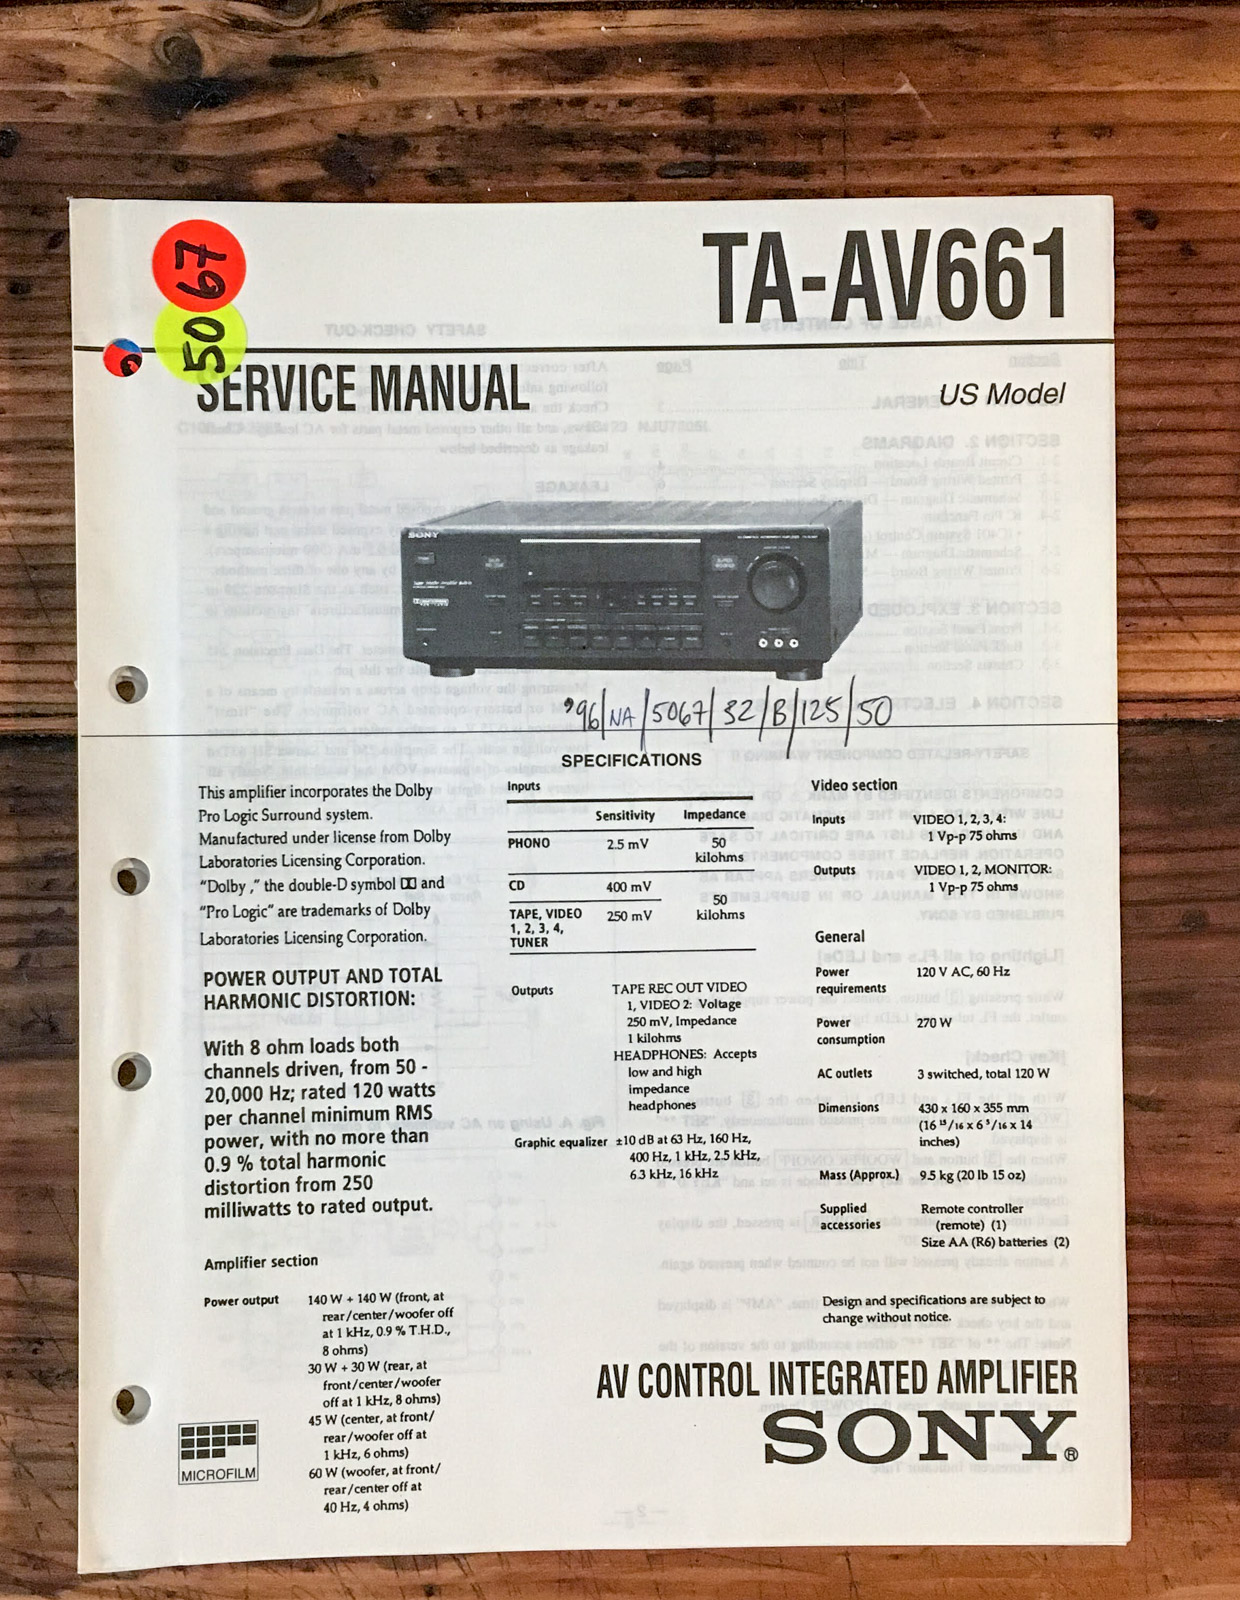 TA-AV661
67
50
SERVICE MANUAL
US Model
SONY
'96/NA/5067/32/B/125/50
SPECIFICATIONS
This amplifier incorporates the Dolby
Pro Logic Surround system.
Manufactured under license from Dolby
Laboratories Licensing Corporation.
"Dolby ," the double-D symbol and
"Pro Logic" are trademarks of Dolby
Laboratories Licensing Corporation.
POWER OUTPUT AND TOTAL
HARMONIC DISTORTION:
With 8 ohm loads both
channels driven, from 50 -
20,000 Hz; rated 120 watts
per channel minimum RMS
power, with no more than
0.9 % total harmonic
distortion from 250
milliwatts to rated output.
Amplifier section
Power output 140 W + 140 W (front, at
rear/center/woofer off
at 1 kHz, 0.9 % T.H.D.,
8 ohms)
30 W + 30 W (rear, at
front/center/woofer
off at 1 kHz, 8 ohms)
45 W (center, at front/
rear/woofer off at
1 kHz, 6 ohms)
60 W (woofer, at front/
rear/center off at
40 Hz, 4 ohms)
MICROFILM
Inputs
Sensitivity Impedance
PHONO 2.5 mV 50
kilohms
CD 400 mV
50
kilohms
TAPE, VIDEO 250 mV
1, 2, 3, 4,
TUNER
Outputs TAPE REC OUT VIDEO
1, VIDEO 2: Voltage
250 mV, Impedance
1 kilohms
HEADPHONES: Accepts
low and high
impedance
headphones
Graphic equalizer ±10 dB at 63 Hz, 160 Hz,
400 Hz, 1 kHz, 2.5 kHz,
6.3 kHz, 16 kHz
Video section
Inputs VIDEO 1, 2, 3, 4:
1 Vp-p 75 ohms
Outputs VIDEO 1, 2, MONITOR:
1 Vp-p 75 ohms
General
Power 120 V AC, 60 Hz
requirements
Power 270 W
consumption
AC outlets 3 switched, total 120 W
Dimensions 430 x 160 x 355 mm
(16 15/16 x 6 5/16 x 14
inches)
Mass (Approx.) 9.5 kg (20 lb 15 oz)
Supplied Remote controller
accessories (remote) (1)
Size AA (R6) batteries (2)
Design and specifications are subject to
change without notice.
AV CONTROL INTEGRATED AMPLIFIER
SONY®